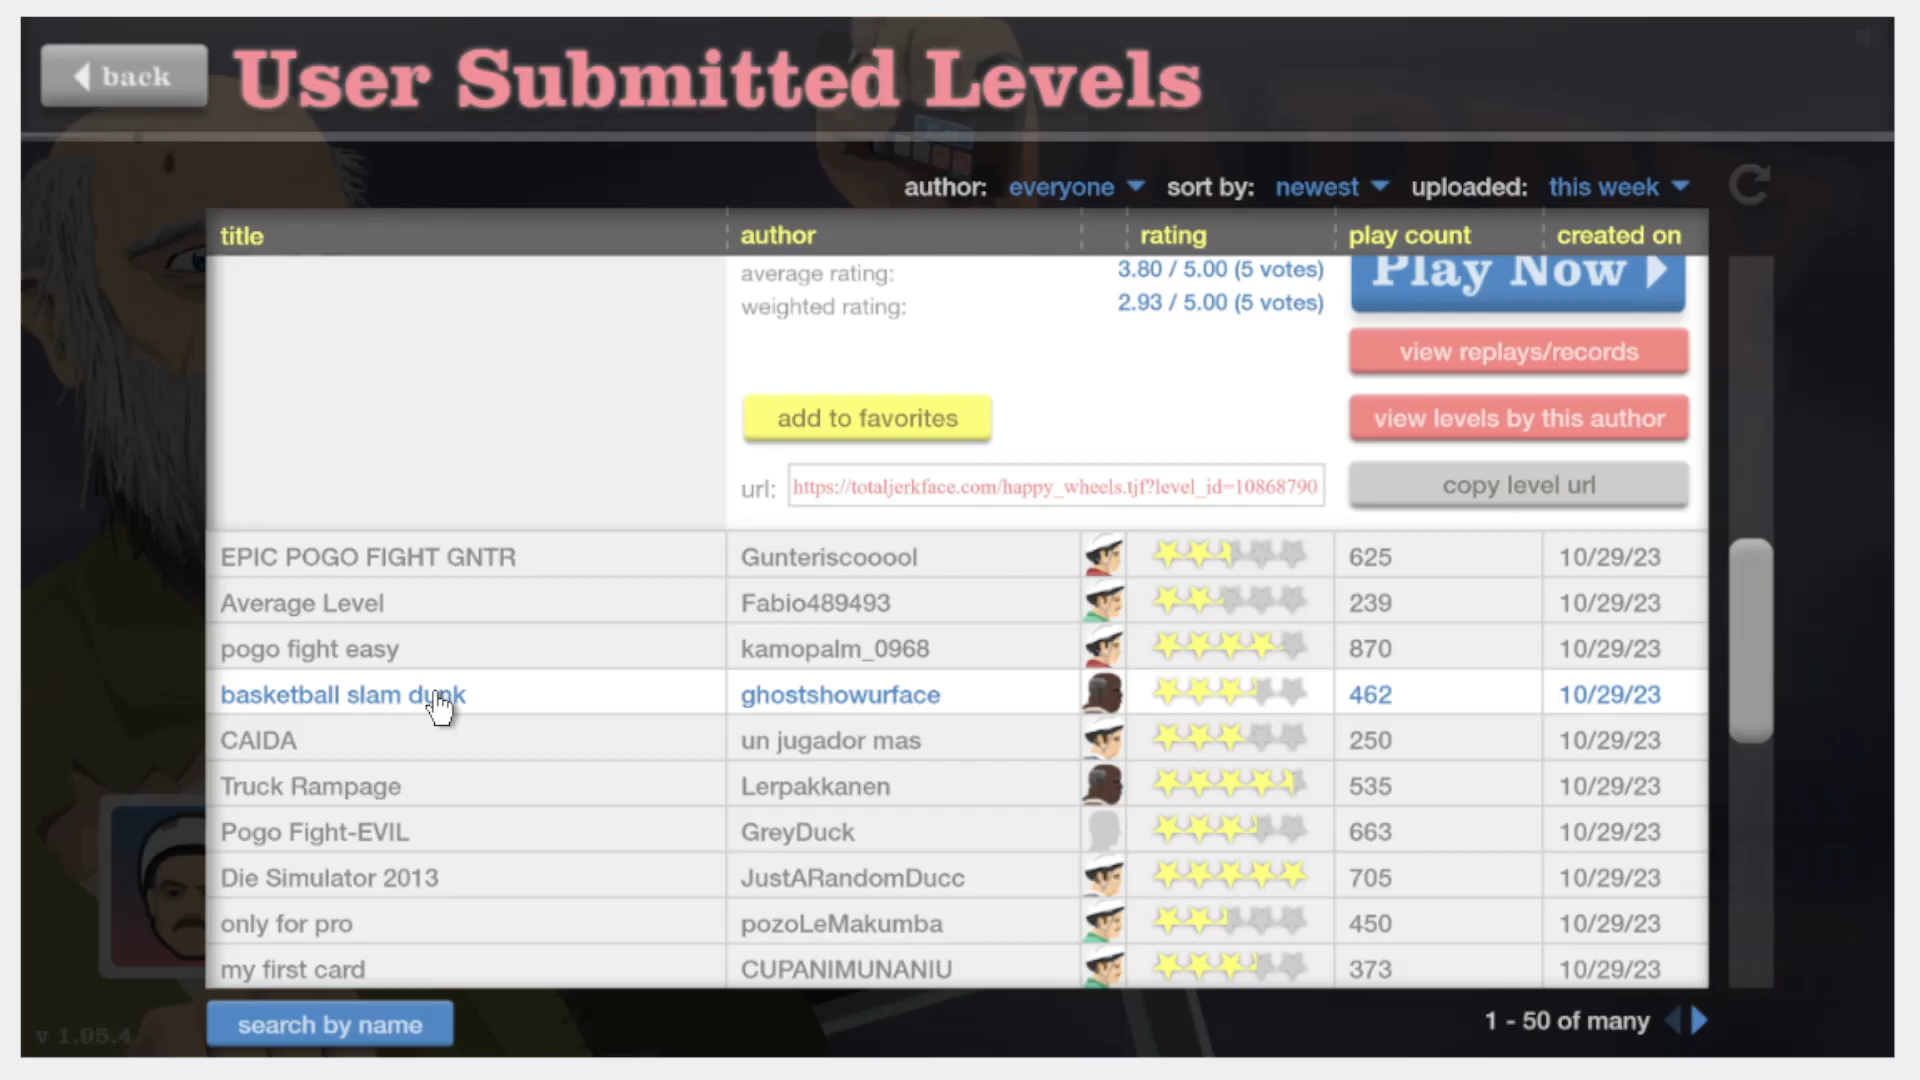 back
User Submitted Levels
author: everyone sort by: newest uploaded: this week
title author rating play count created on
average rating: 3.80 / 5.00 (5 votes)
Play Now
weighted rating: 2.93 / 5.00 (5 votes)
view replays/records
add to favorites
view levels by this author
url: https://totaljerkface.com/happy_wheels.tjf?level_id=10868790
copy level url
EPIC POGO FIGHT GNTR Gunteriscooool 625 10/29/23
Average Level Fabio489493 239 10/29/23
pogo fight easy kamopalm_0968 870 10/29/23
basketball slam dunk ghostshowurface 462 10/29/23
CAIDA un jugador mas 250 10/29/23
Truck Rampage Lerpakkanen 535 10/29/23
Pogo Fight-EVIL GreyDuck 663 10/29/23
Die Simulator 2013 JustARandomDucc 705 10/29/23
only for pro pozoLeMakumba 450 10/29/23
my first card CUPANIMUNANIU 373 10/29/23
search by name
1 - 50 of many
v 1.95.4